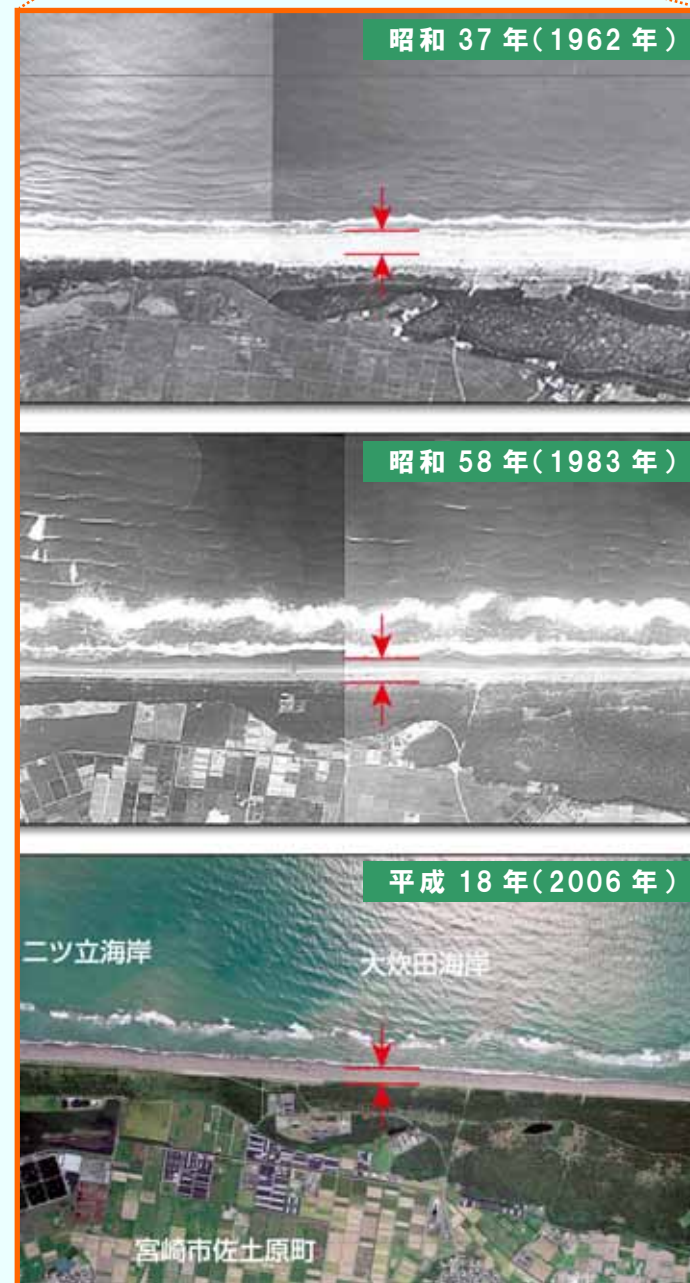 昭和 37 年(1962 年)
昭和 58 年(1983 年)
平成 18 年(2006 年)
二ツ立海岸
大炊田海岸
宮崎市佐土原町